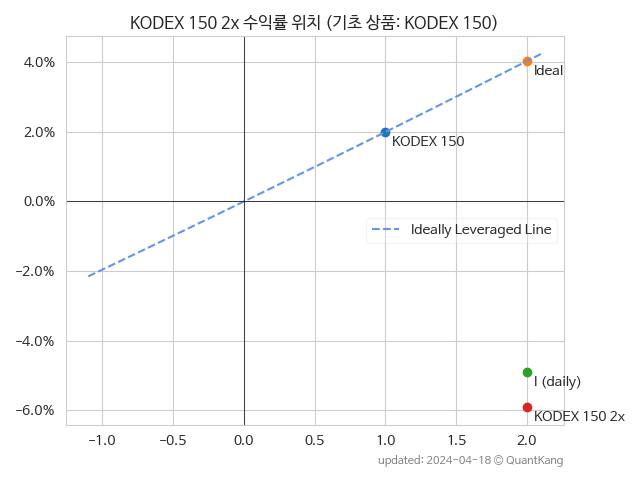 KODEX 150 2x 수익률 위치 (기초 상품: KODEX 150)
4.0%
Ideal
2.0%
KODEX 150
0.0%
Ideally Leveraged Line
−2.0%
−4.0%
I (daily)
−6.0%
KODEX 150 2x
−1.0 −0.5 0.0 0.5 1.0 1.5 2.0
updated: 2024-04-18 © QuantKang